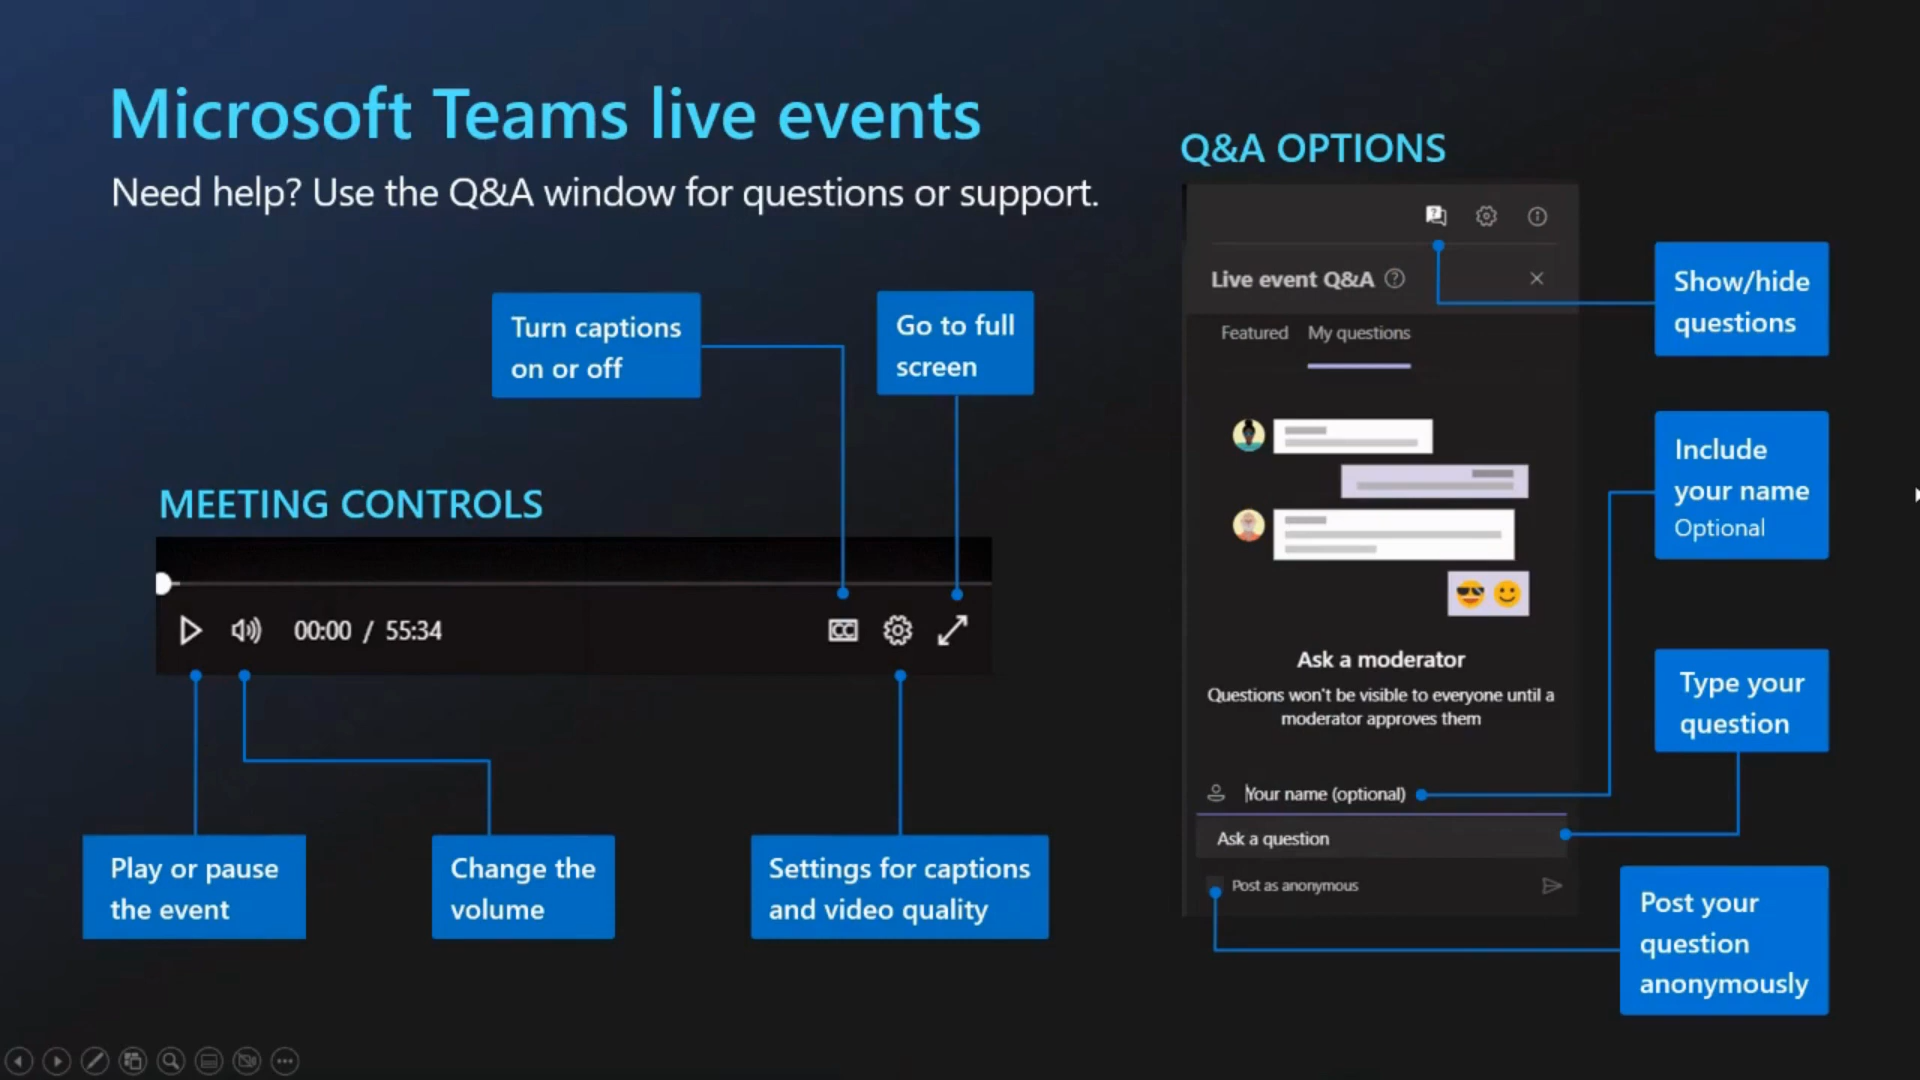 Microsoft Teams live events
Need help? Use the Q&A window for questions or support.
Turn captions
on or off
Go to full
screen
MEETING CONTROLS
00:00 / 55:34
CC
Play or pause
the event
Change the
volume
Settings for captions
and video quality
Q&A OPTIONS
Live event Q&A
Featured My questions
Ask a moderator
Questions won't be visible to everyone until a
moderator approves them
Your name (optional)
Ask a question
Post as anonymous
Show/hide
questions
Include
your name
Optional
Type your
question
Post your
question
anonymously